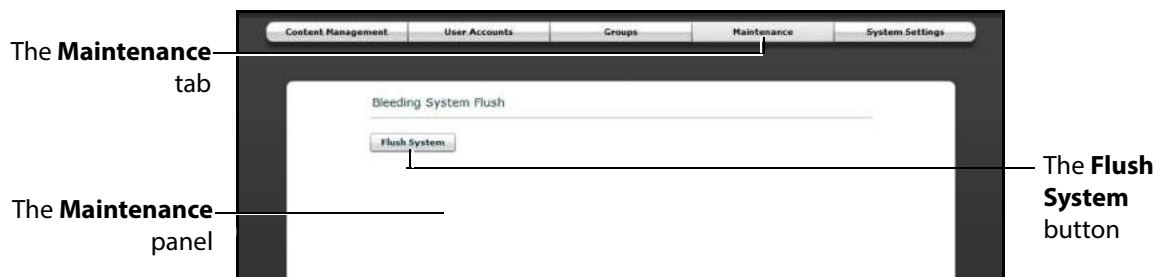 Content Management User Accounts Groups Maintenance System Settings
The Maintenance
tab
Bleeding System Flush
Flush System
The Flush
System
button
The Maintenance
panel